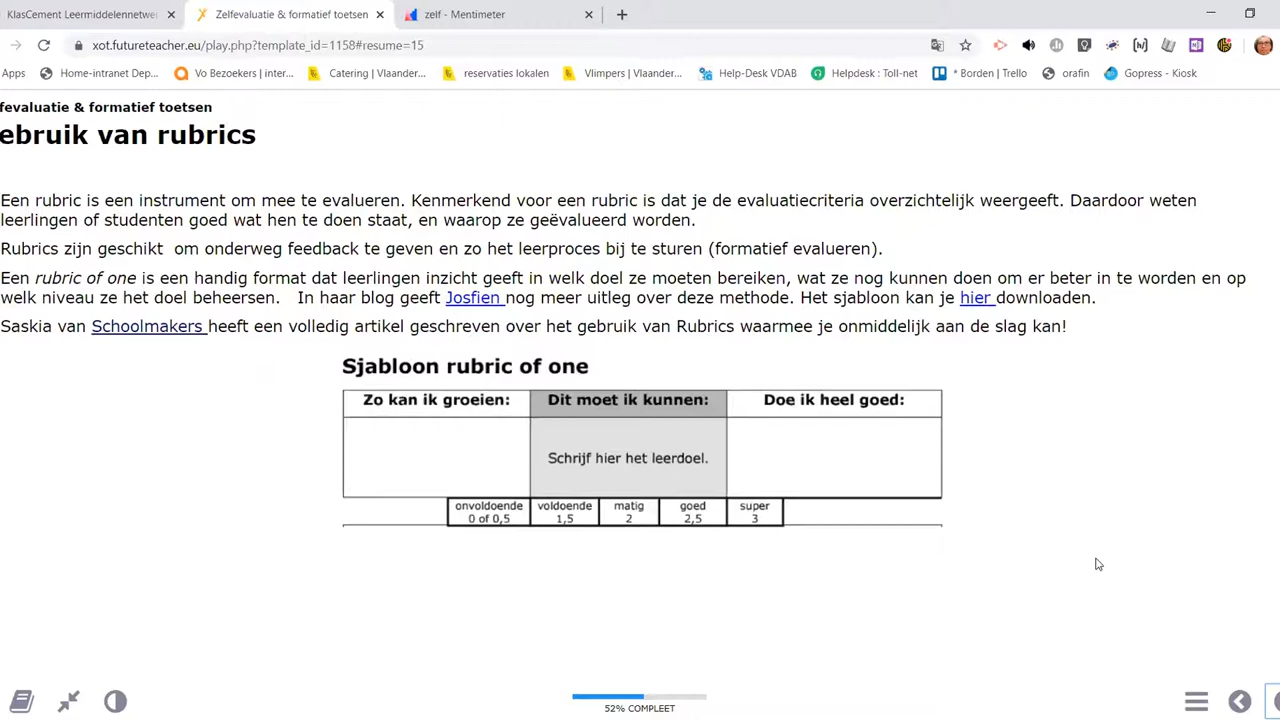 KlasCement Leermiddelennetwe
Zelfevaluatie & formatief toetsen
zelf - Mentimeter
xot.futureteacher.eu/play.php?template_id=1158#resume=15
Apps
Home-intranet Dep...
Vo Bezoekers | inter...
Catering | Vlaander...
reservaties lokalen
Vlimpers | Vlaander...
Help-Desk VDAB
Helpdesk : Toll-net
* Borden | Trello
orafin
Gopress - Kiosk
fevaluatie & formatief toetsen
ebruik van rubrics
Een rubric is een instrument om mee te evalueren. Kenmerkend voor een rubric is dat je de evaluatiecriteria overzichtelijk weergeeft. Daardoor weten
leerlingen of studenten goed wat hen te doen staat, en waarop ze geëvalueerd worden.
Rubrics zijn geschikt om onderweg feedback te geven en zo het leerproces bij te sturen (formatief evalueren).
Een rubric of one is een handig format dat leerlingen inzicht geeft in welk doel ze moeten bereiken, wat ze nog kunnen doen om er beter in te worden en op
welk niveau ze het doel beheersen. In haar blog geeft Josfien nog meer uitleg over deze methode. Het sjabloon kan je hier downloaden.
Saskia van Schoolmakers heeft een volledig artikel geschreven over het gebruik van Rubrics waarmee je onmiddelijk aan de slag kan!
Sjabloon rubric of one
Zo kan ik groeien:
Dit moet ik kunnen:
Doe ik heel goed:
Schrijf hier het leerdoel.
onvoldoende
0 of 0,5
voldoende
1,5
matig
2
goed
2,5
super
3
52% COMPLEET